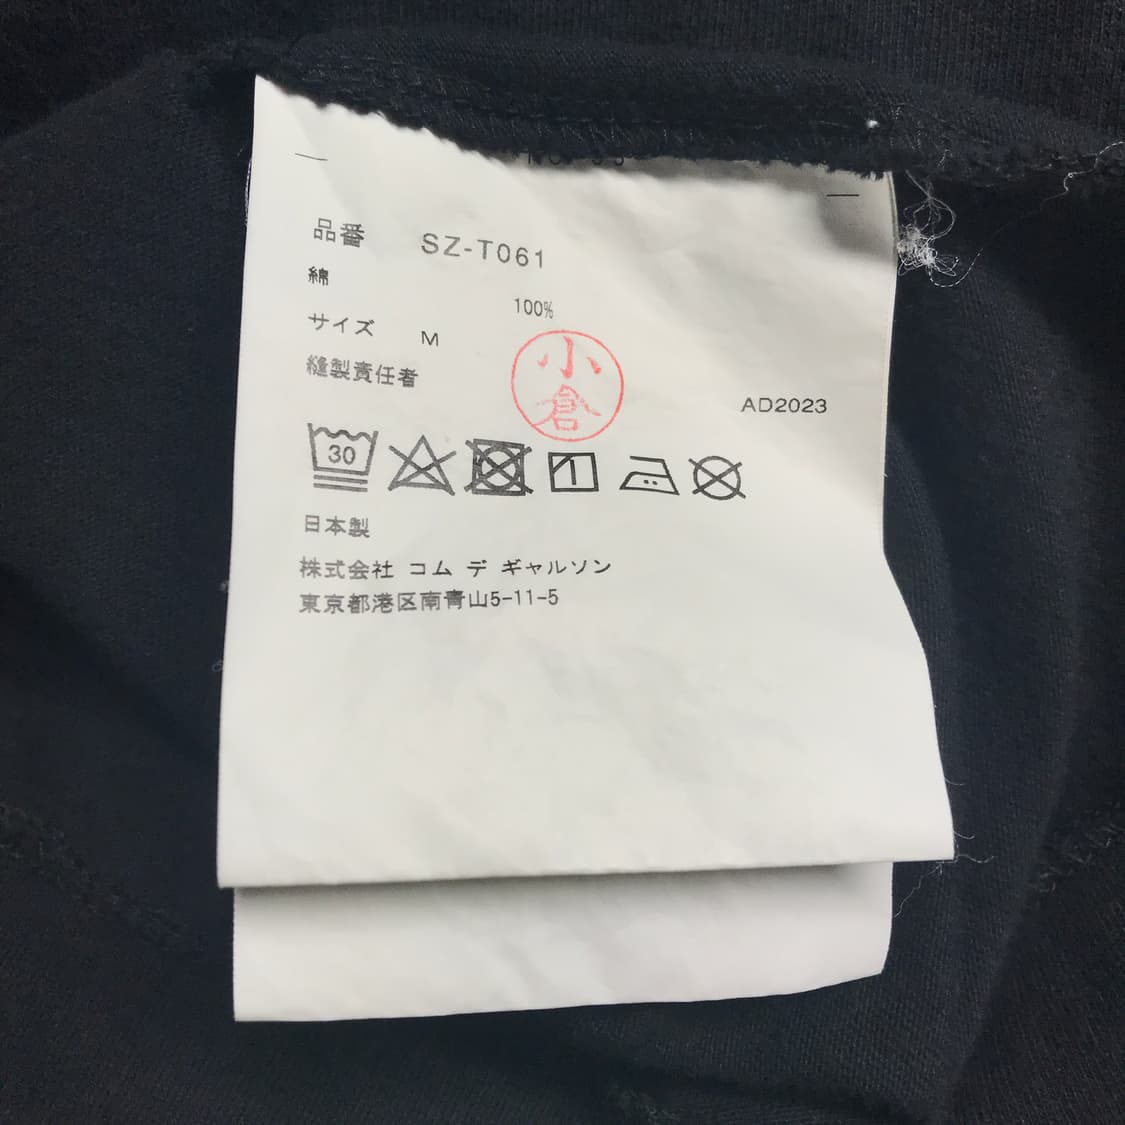 品番 SZ-T061
綿 100%
サイズ M
縫製責任者
小倉
AD2023
30
日本製
株式会社 コム デ ギャルソン
東京都港区南青山5-11-5